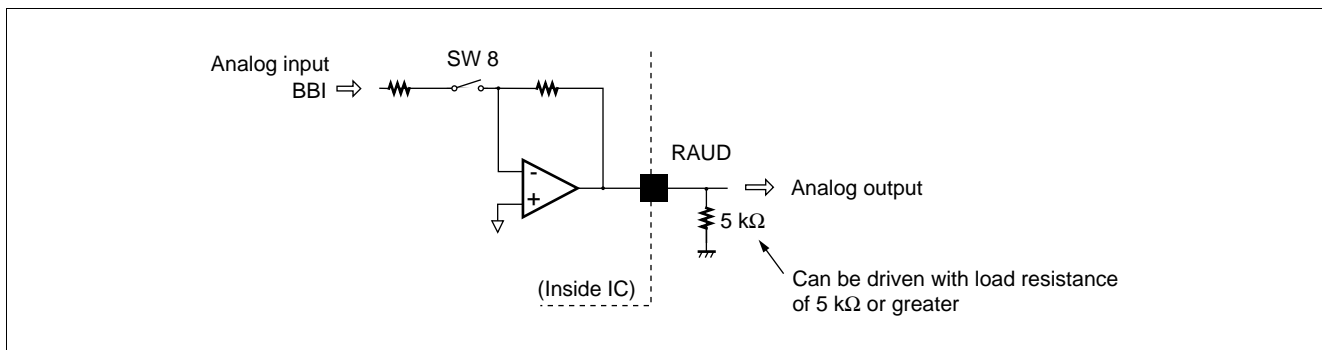 Analog input
BBI
SW 8
-
+
RAUD
Analog output
5 kΩ
(Inside IC)
Can be driven with load resistance
of 5 kΩ or greater